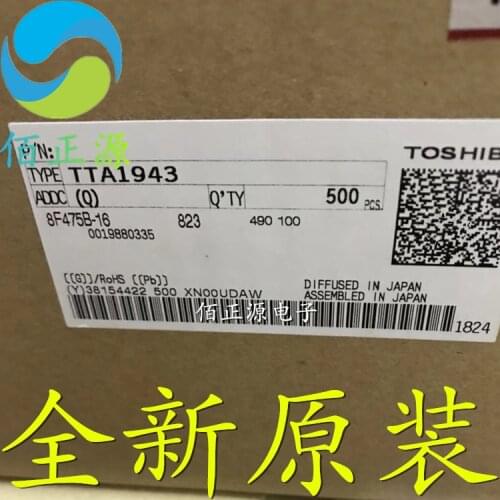 佰正源
P/N:
TOSHIB
TYPE TTA1943
ADDC (Q) Q'TY 500 PCS.
8F475B-16 823 490 100
0019880335
[[G]]/RoHS [[Pb]]
(Y)38154422 500 XN00UDAW
DIFFUSED IN JAPAN
ASSEMBLED IN JAPAN
1824
佰正源电子
全新原装